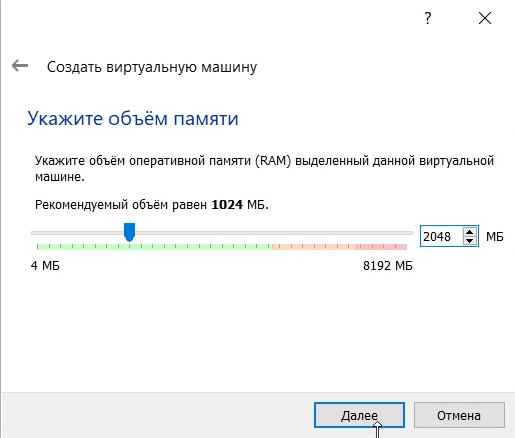 ?
Создать виртуальную машину
Укажите объём памяти
Укажите объём оперативной памяти (RAM) выделенный данной виртуальной
машине.
Рекомендуемый объём равен 1024 МБ.
2048 МБ
4 МБ 8192 МБ
Далее Отмена